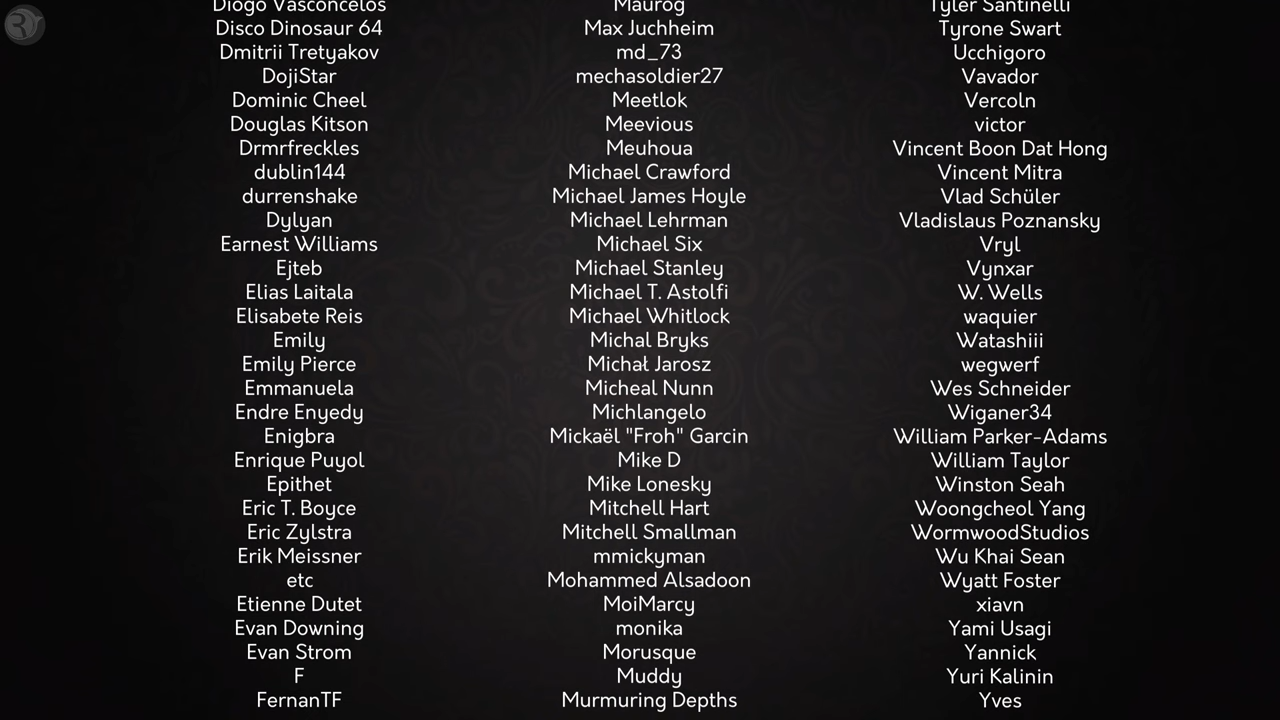 Diogo Vasconcelos
Disco Dinosaur 64
Dmitrii Tretyakov
DojiStar
Dominic Cheel
Douglas Kitson
Drmrfreckles
dublin144
durrenshake
Dylyan
Earnest Williams
Ejteb
Elias Laitala
Elisabete Reis
Emily
Emily Pierce
Emmanuela
Endre Enyedy
Enigbra
Enrique Puyol
Epithet
Eric T. Boyce
Eric Zylstra
Erik Meissner
etc
Etienne Dutet
Evan Downing
Evan Strom
F
FernanTF
Maurog
Max Juchheim
md_73
mechasoldier27
Meetlok
Meevious
Meuhoua
Michael Crawford
Michael James Hoyle
Michael Lehrman
Michael Six
Michael Stanley
Michael T. Astolfi
Michael Whitlock
Michal Bryks
Michał Jarosz
Micheal Nunn
Michlangelo
Mickaël "Froh" Garcin
Mike D
Mike Lonesky
Mitchell Hart
Mitchell Smallman
mmickyman
Mohammed Alsadoon
MoiMarcy
monika
Morusque
Muddy
Murmuring Depths
Tyler Santinelli
Tyrone Swart
Ucchigoro
Vavador
Vercoln
victor
Vincent Boon Dat Hong
Vincent Mitra
Vlad Schüler
Vladislaus Poznansky
Vryl
Vynxar
W. Wells
waquier
Watashiii
wegwerf
Wes Schneider
Wiganer34
William Parker-Adams
William Taylor
Winston Seah
Woongcheol Yang
WormwoodStudios
Wu Khai Sean
Wyatt Foster
xiavn
Yami Usagi
Yannick
Yuri Kalinin
Yves